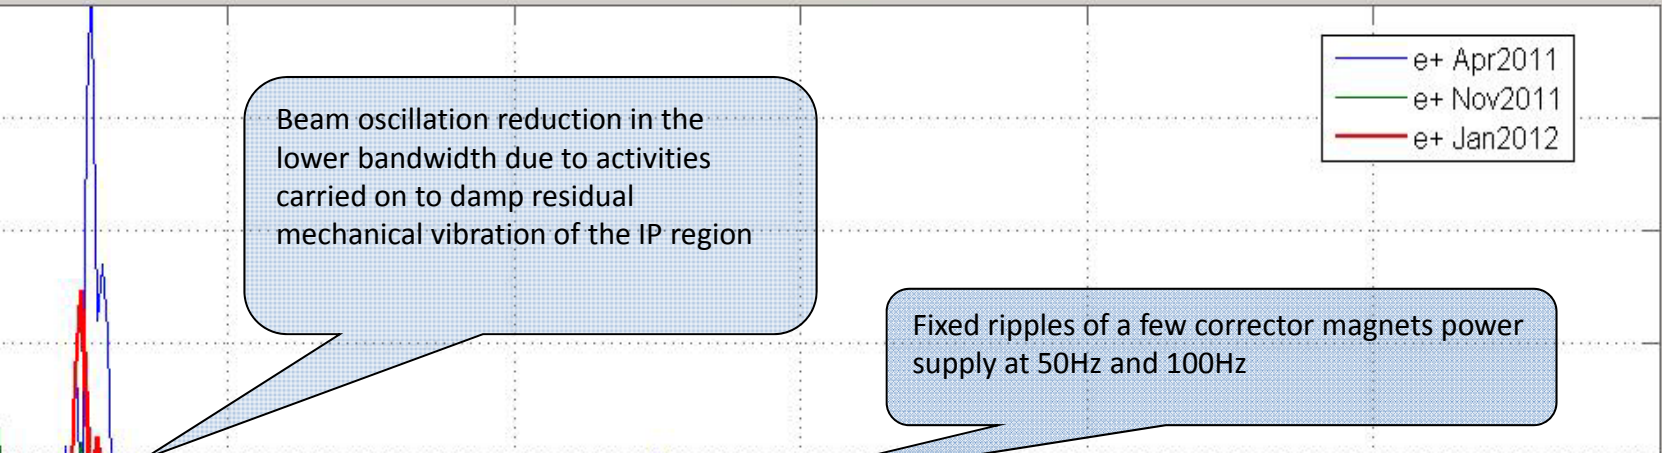 e+ Apr2011
e+ Nov2011
e+ Jan2012
Beam oscillation reduction in the
lower bandwidth due to activities
carried on to damp residual
mechanical vibration of the IP region
Fixed ripples of a few corrector magnets power
supply at 50Hz and 100Hz